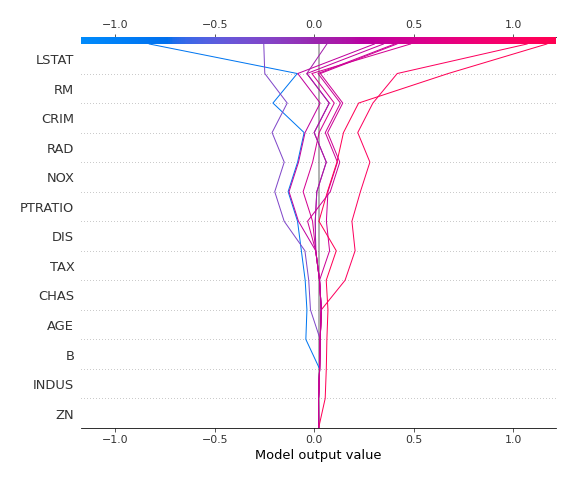 −1.0 −0.5 0.0 0.5 1.0
LSTAT
RM
CRIM
RAD
NOX
PTRATIO
DIS
TAX
CHAS
AGE
B
INDUS
ZN
−1.0 −0.5 0.0 0.5 1.0
Model output value